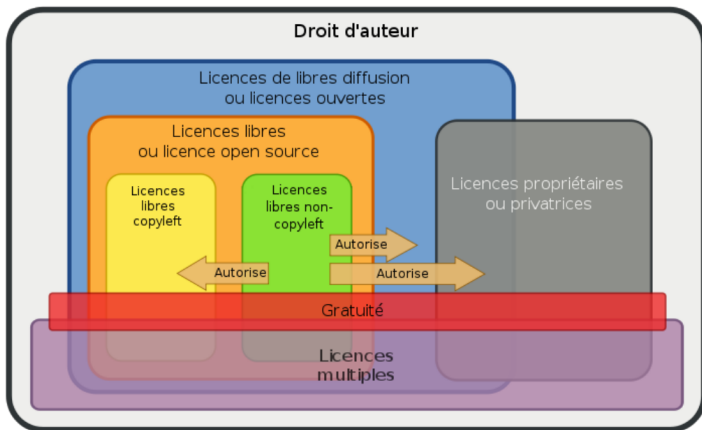 Droit d'auteur
Licences de libres diffusion
ou licences ouvertes
Licences libres
ou licence open source
Licences
libres
copyleft
Licences
libres non-
copyleft
Licences propriétaires
ou privatrices
Autorise
Autorise
Autorise
Gratuité
Licences
multiples